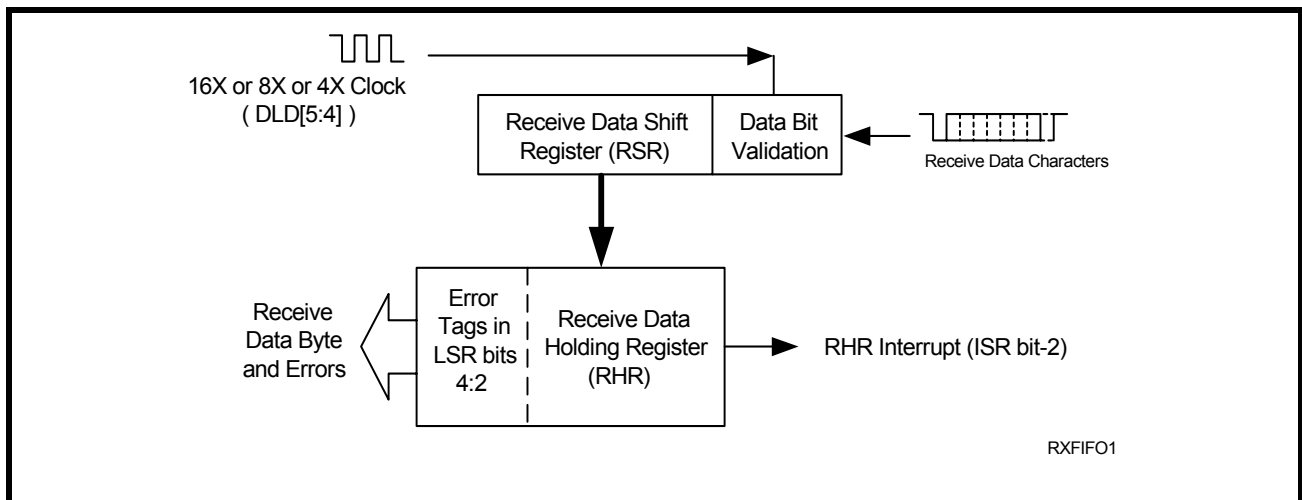 16X or 8X or 4X Clock
( DLD[5:4] )
Receive Data Shift
Register (RSR)
Data Bit
Validation
Receive Data Characters
Receive
Data Byte
and Errors
Error
Tags in
LSR bits
4:2
Receive Data
Holding Register
(RHR)
RHR Interrupt (ISR bit-2)
RXFIFO1